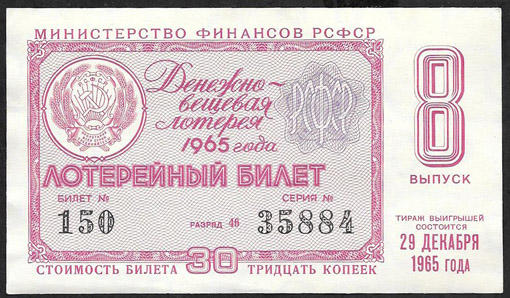 МИНИСТЕРСТВО ФИНАНСОВ РСФСР
Денежно-
вещевая
лотерея
1965 года
РСФСР
8
ВЫПУСК
ЛОТЕРЕЙНЫЙ БИЛЕТ
БИЛЕТ № СЕРИЯ №
150 РАЗРЯД 46 35884
ТИРАЖ ВЫИГРЫШЕЙ
СОСТОИТСЯ
29 ДЕКАБРЯ
1965 ГОДА
СТОИМОСТЬ БИЛЕТА 30 ТРИДЦАТЬ КОПЕЕК